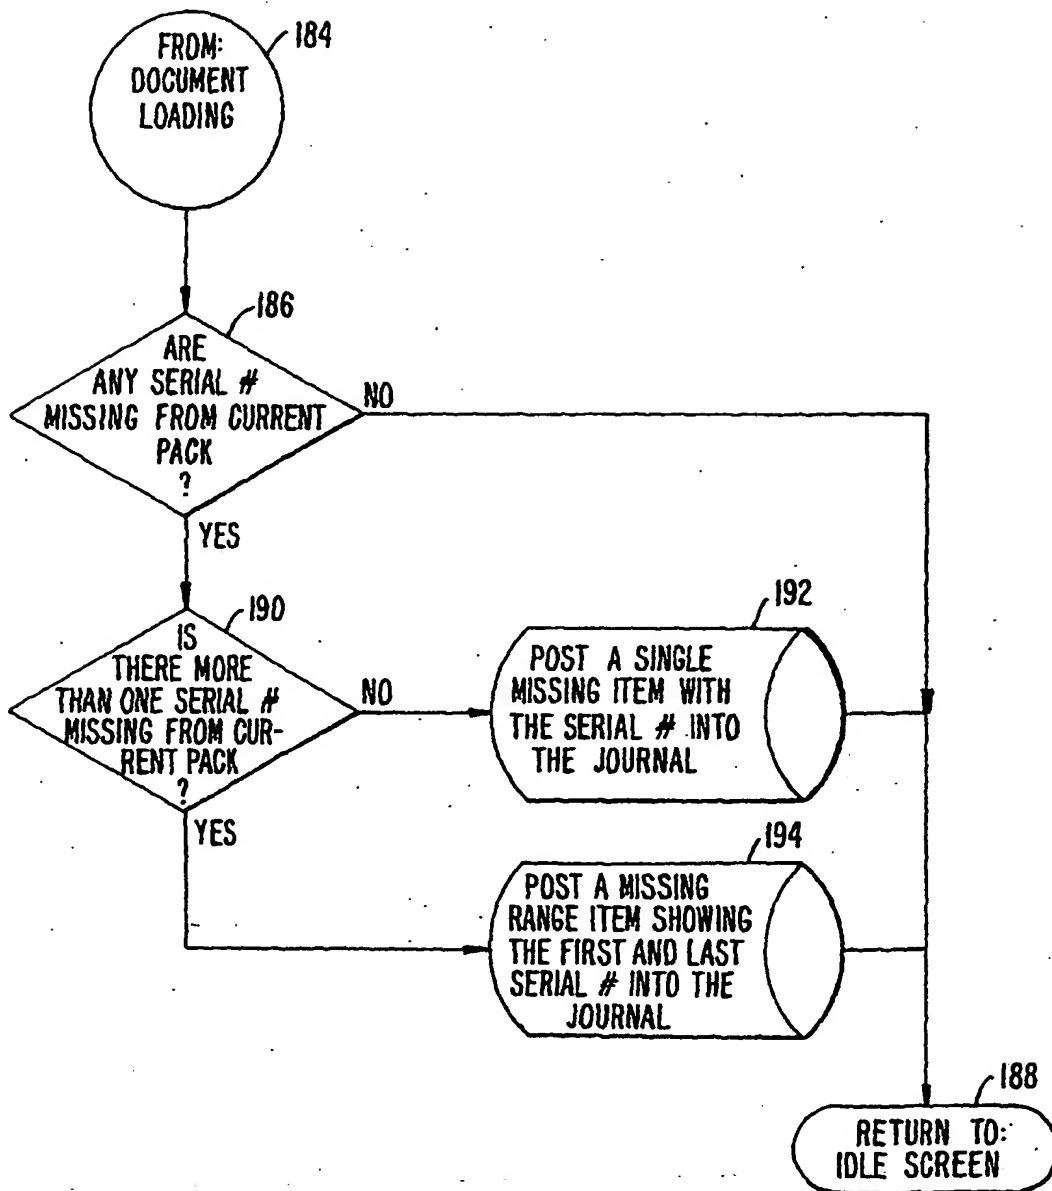 FROM:
DOCUMENT
LOADING
184
186
ARE
ANY SERIAL #
MISSING FROM CURRENT
PACK
?
NO
YES
190
IS
THERE MORE
THAN ONE SERIAL #
MISSING FROM CUR-
RENT PACK
?
NO
YES
192
POST A SINGLE
MISSING ITEM WITH
THE SERIAL # INTO
THE JOURNAL
194
POST A MISSING
RANGE ITEM SHOWING
THE FIRST AND LAST
SERIAL # INTO THE
JOURNAL
188
RETURN TO:
IDLE SCREEN